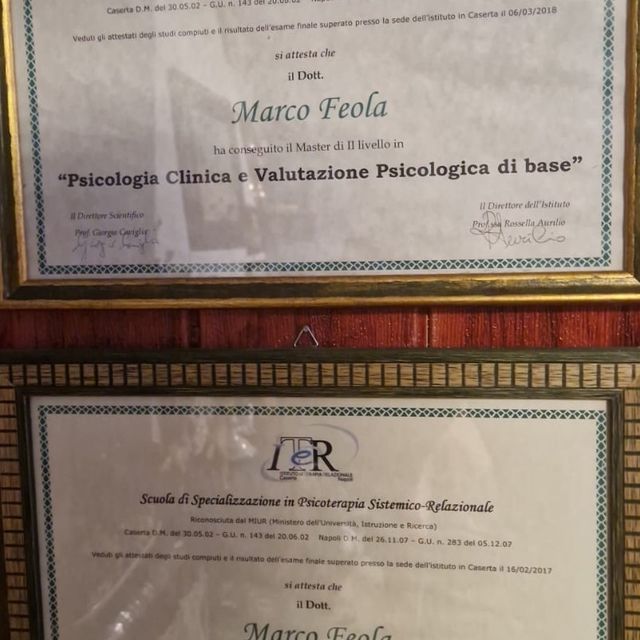 Caserta D.M. del 30.05.02 - G.U. n. 143 del 20.06.02
Veduti gli attestati degli studi compiuti e il risultato dell'esame finale superato presso la sede dell'istituto in Caserta il 06/03/2018
si attesta che
il Dott.
Marco Feola
ha conseguito il Master di II livello in
"Psicologia Clinica e Valutazione Psicologica di base"
Il Direttore Scientifico
Prof. Giorgio
Il Direttore dell'Istituto
Prof.ssa Rossella Aurilio
ITeR
ISTITUTO TERAPIA RELAZIONALE
Caserta Napoli
Scuola di Specializzazione in Psicoterapia Sistemico-Relazionale
Riconosciuta dal MIUR (Ministero dell'Università, Istruzione e Ricerca)
Caserta D.M. del 30.05.02 - G.U. n. 143 del 20.06.02 Napoli D M. del 26.11.07 - G.U. n. 283 del 05.12.07
Veduti gli attestati degli studi compiuti e il risultato dell'esame finale superato presso la sede dell'istituto in Caserta il 16/02/2017
si attesta che
il Dott.
Marco Feola